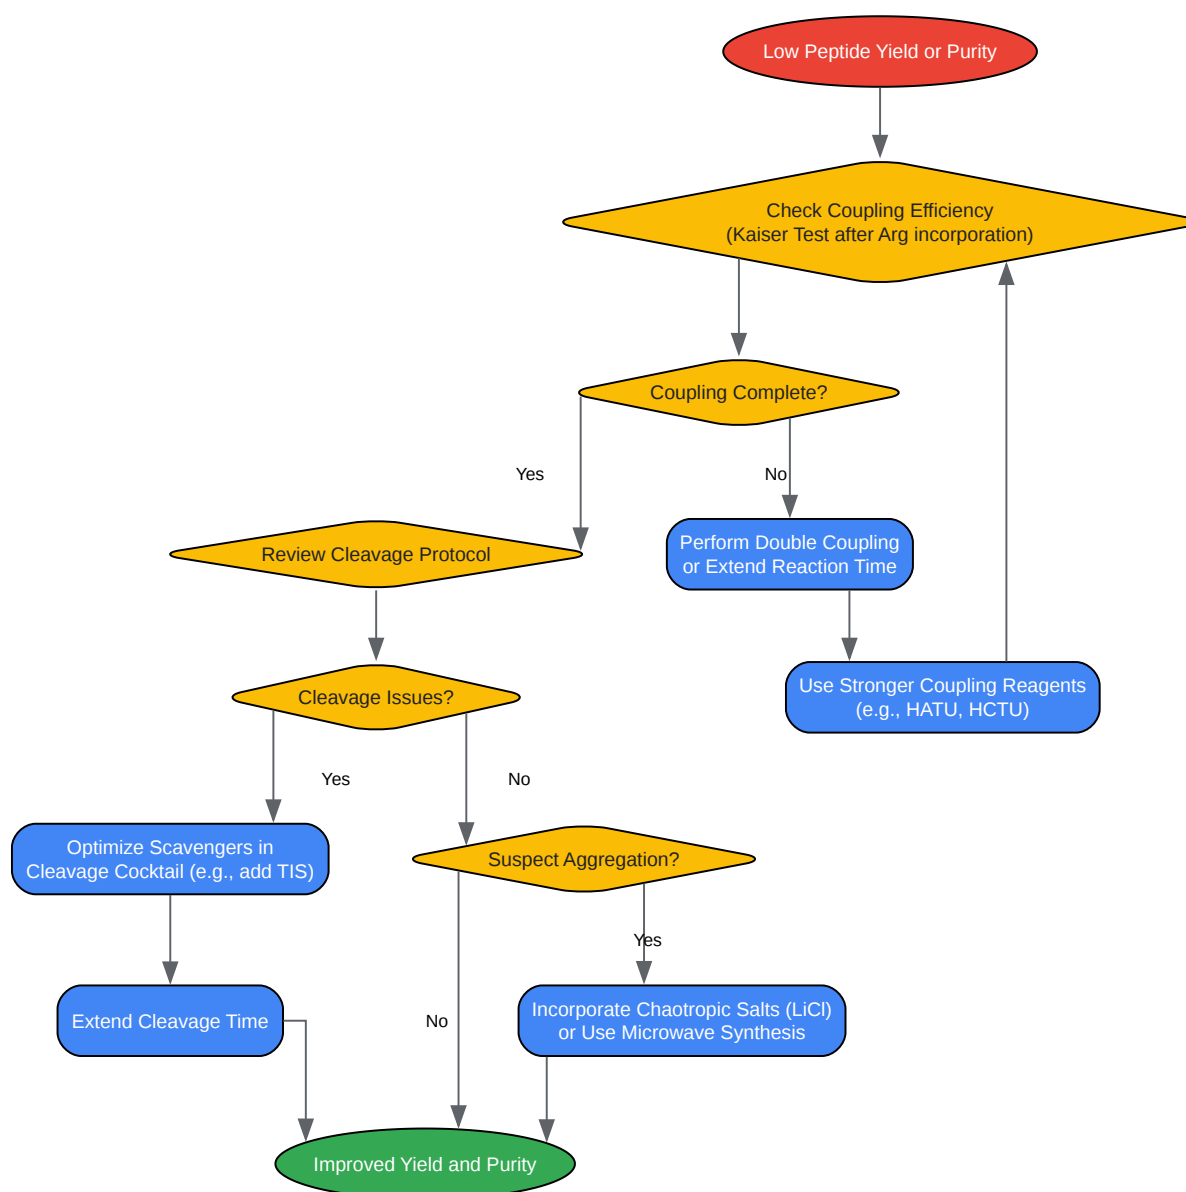 Low Peptide Yield or Purity
Check Coupling Efficiency
(Kaiser Test after Arg incorporation)
Coupling Complete?
Yes
No
Review Cleavage Protocol
Perform Double Coupling
or Extend Reaction Time
Cleavage Issues?
Use Stronger Coupling Reagents
(e.g., HATU, HCTU)
Yes
No
Optimize Scavengers in
Cleavage Cocktail (e.g., add TIS)
Suspect Aggregation?
Yes
Extend Cleavage Time
No
Incorporate Chaotropic Salts (LiCl)
or Use Microwave Synthesis
Improved Yield and Purity